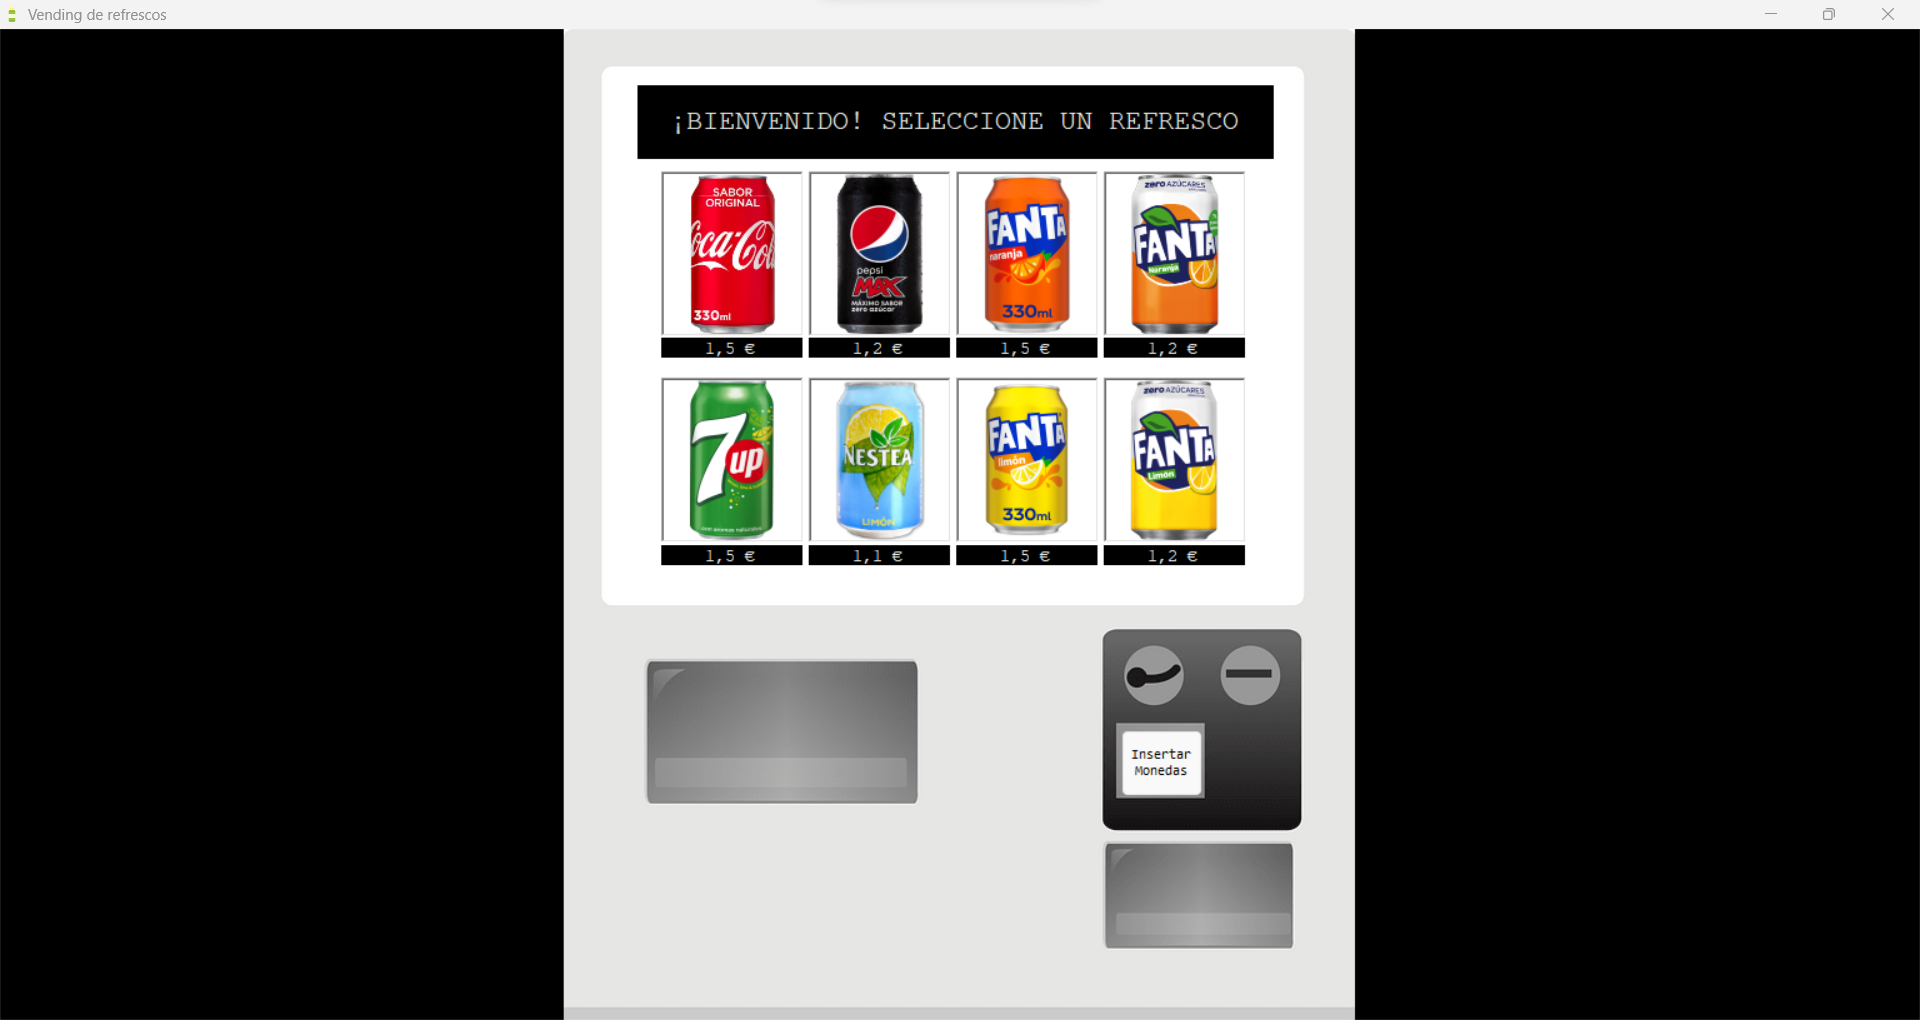 Vending de refrescos
¡BIENVENIDO! SELECCIONE UN REFRESCO
SABOR
ORIGINAL
Coca-Cola
330ml
pepsi
MAX
MÁXIMO SABOR
zero azúcar
FANTA
naranja
330ml
zero AZÚCARES
FANTA
Naranja
1,5 €
1,2 €
1,5 €
1,2 €
7up
NESTEA
LIMÓN
FANTA
limón
330ml
zero AZÚCARES
FANTA
Limón
1,5 €
1,1 €
1,5 €
1,2 €
Insertar
Monedas